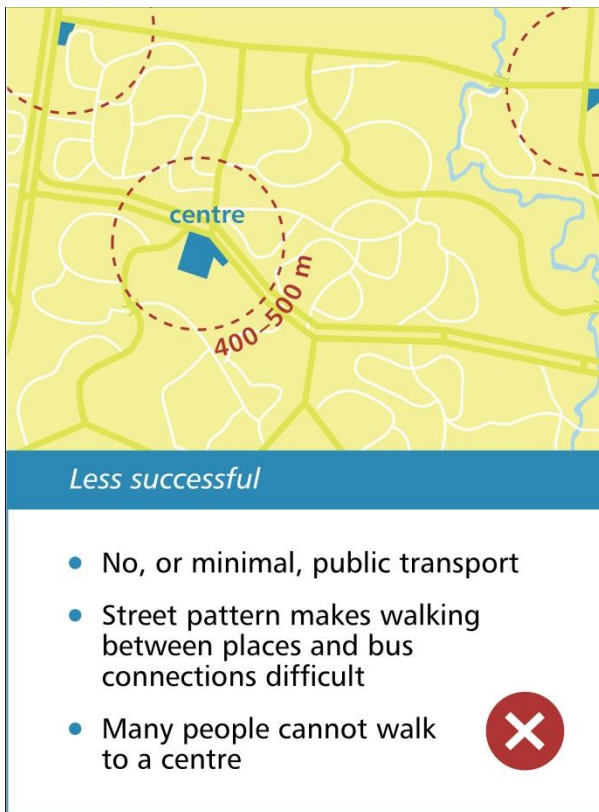 centre
400–500 m
Less successful
• No, or minimal, public transport
• Street pattern makes walking
between places and bus
connections difficult
• Many people cannot walk
to a centre